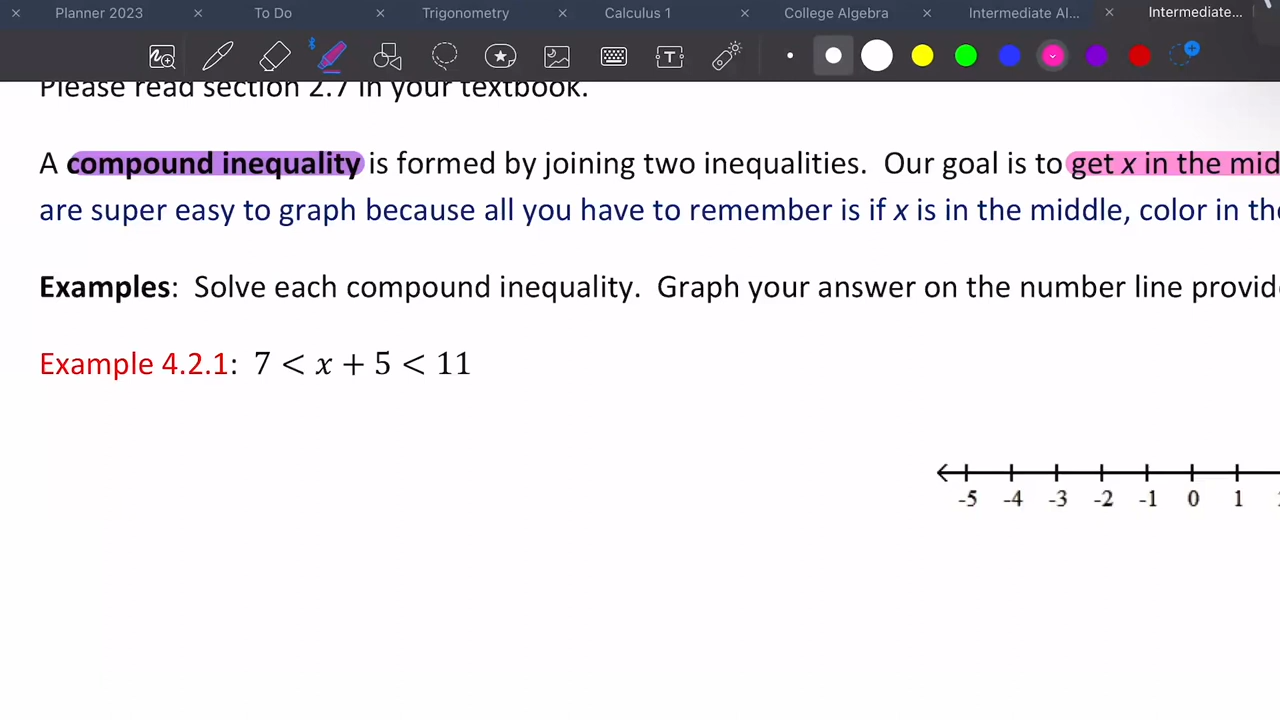 Planner 2023 To Do Trigonometry Calculus 1 College Algebra Intermediate Al... Intermediate...
Please read section 2.7 in your textbook.
A compound inequality is formed by joining two inequalities. Our goal is to get x in the mid
are super easy to graph because all you have to remember is if x is in the middle, color in the
Examples: Solve each compound inequality. Graph your answer on the number line provid
Example 4.2.1: 7 < x + 5 < 11
-5 -4 -3 -2 -1 0 1